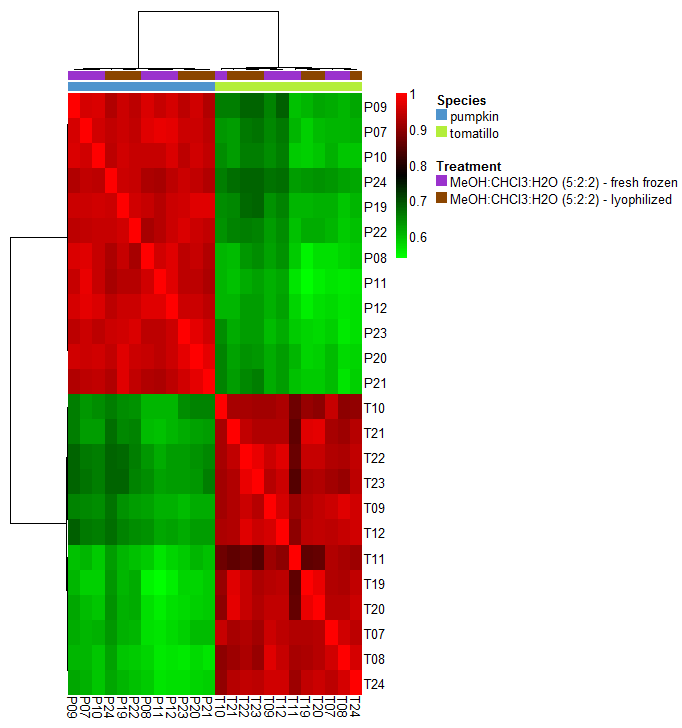 1
0.9
0.8
0.7
0.6
Species
pumpkin
tomatillo
Treatment
MeOH:CHCl3:H2O (5:2:2) - fresh frozen
MeOH:CHCl3:H2O (5:2:2) - lyophilized
P09
P07
P10
P24
P19
P22
P08
P11
P12
P23
P20
P21
T10
T21
T22
T23
T09
T12
T11
T19
T20
T07
T08
T24
P09
P07
P10
P24
P19
P22
P08
P11
P12
P23
P20
P21
T10
T21
T22
T23
T09
T12
T11
T19
T20
T07
T08
T24